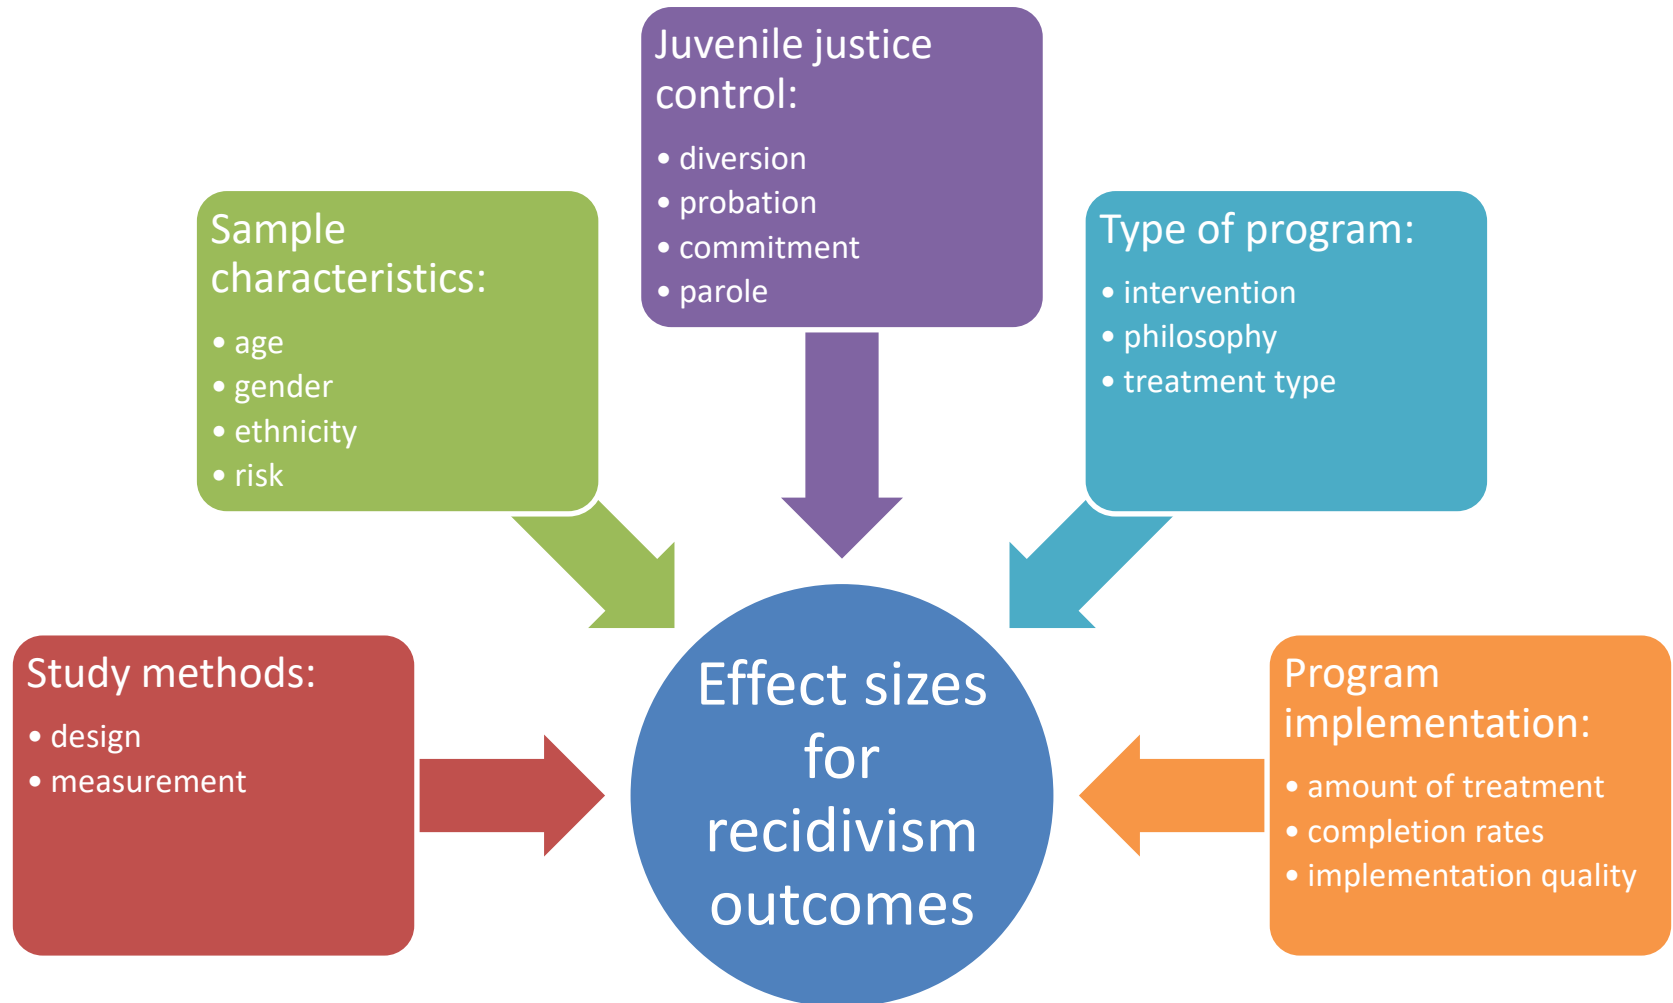 Juvenile justice
control:
• diversion
• probation
• commitment
• parole
Sample
characteristics:
• age
• gender
• ethnicity
• risk
Type of program:
• intervention
• philosophy
• treatment type
Study methods:
• design
• measurement
Effect sizes
for
recidivism
outcomes
Program
implementation:
• amount of treatment
• completion rates
• implementation quality